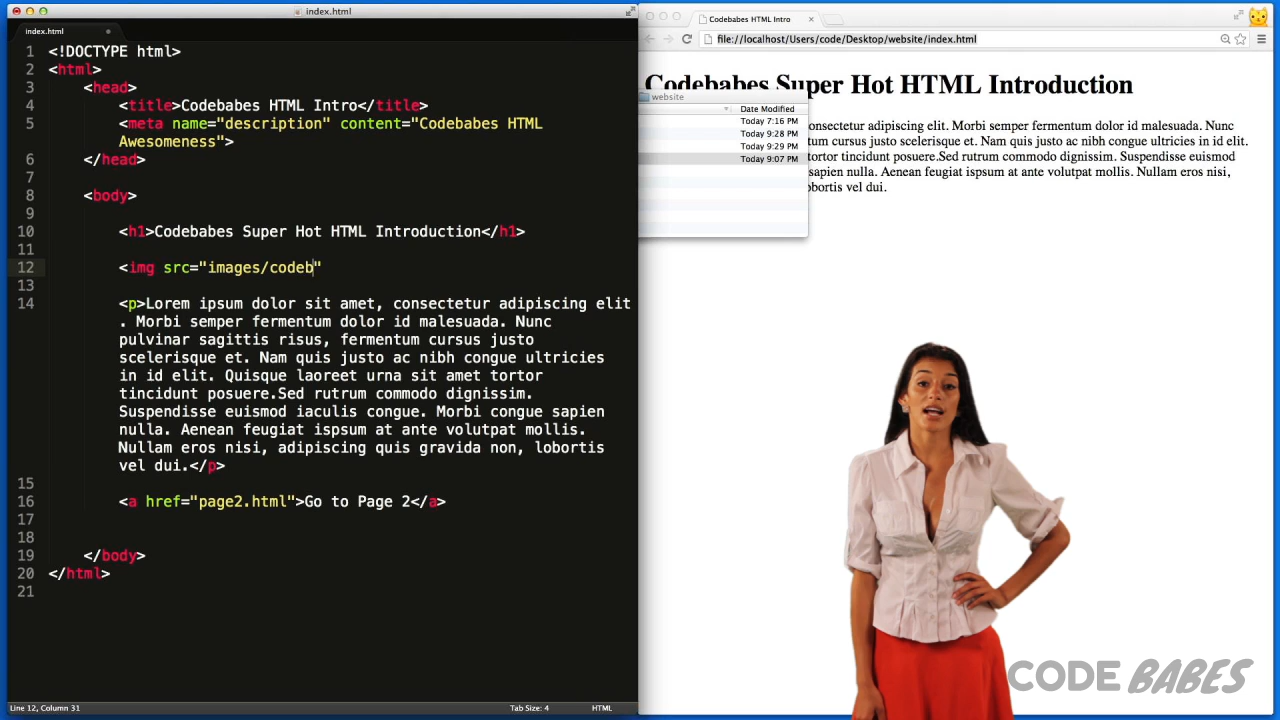 index.html
index.html
1 <!DOCTYPE html>
2 <html>
3 <head>
4 <title>Codebabes HTML Intro</title>
5 <meta name="description" content="Codebabes HTML
Awesomeness">
6 </head>
7
8 <body>
9
10 <h1>Codebabes Super Hot HTML Introduction</h1>
11
12 <img src="images/codeb"
13
14 <p>Lorem ipsum dolor sit amet, consectetur adipiscing elit
. Morbi semper fermentum dolor id malesuada. Nunc
pulvinar sagittis risus, fermentum cursus justo
scelerisque et. Nam quis justo ac nibh congue ultricies
in id elit. Quisque laoreet urna sit amet tortor
tincidunt posuere.Sed rutrum commodo dignissim.
Suspendisse euismod iaculis congue. Morbi congue sapien
nulla. Aenean feugiat ispsum at ante volutpat mollis.
Nullam eros nisi, adipiscing quis gravida non, lobortis
vel dui.</p>
15
16 <a href="page2.html">Go to Page 2</a>
17
18
19 </body>
20 </html>
21
Line 12, Column 31
Tab Size: 4
HTML
Codebabes HTML Intro
file://localhost/Users/code/Desktop/website/index.html
Codebabes Super Hot HTML Introduction
website
Date Modified
Today 7:16 PM
Today 9:28 PM
Today 9:29 PM
Today 9:07 PM
consectetur adipiscing elit. Morbi semper fermentum dolor id malesuada. Nunc
tum cursus justo scelerisque et. Nam quis justo ac nibh congue ultricies in id elit.
tortor tincidunt posuere.Sed rutrum commodo dignissim. Suspendisse euismod
sapien nulla. Aenean feugiat ispsum at ante volutpat mollis. Nullam eros nisi,
lobortis vel dui.
CODE BABES